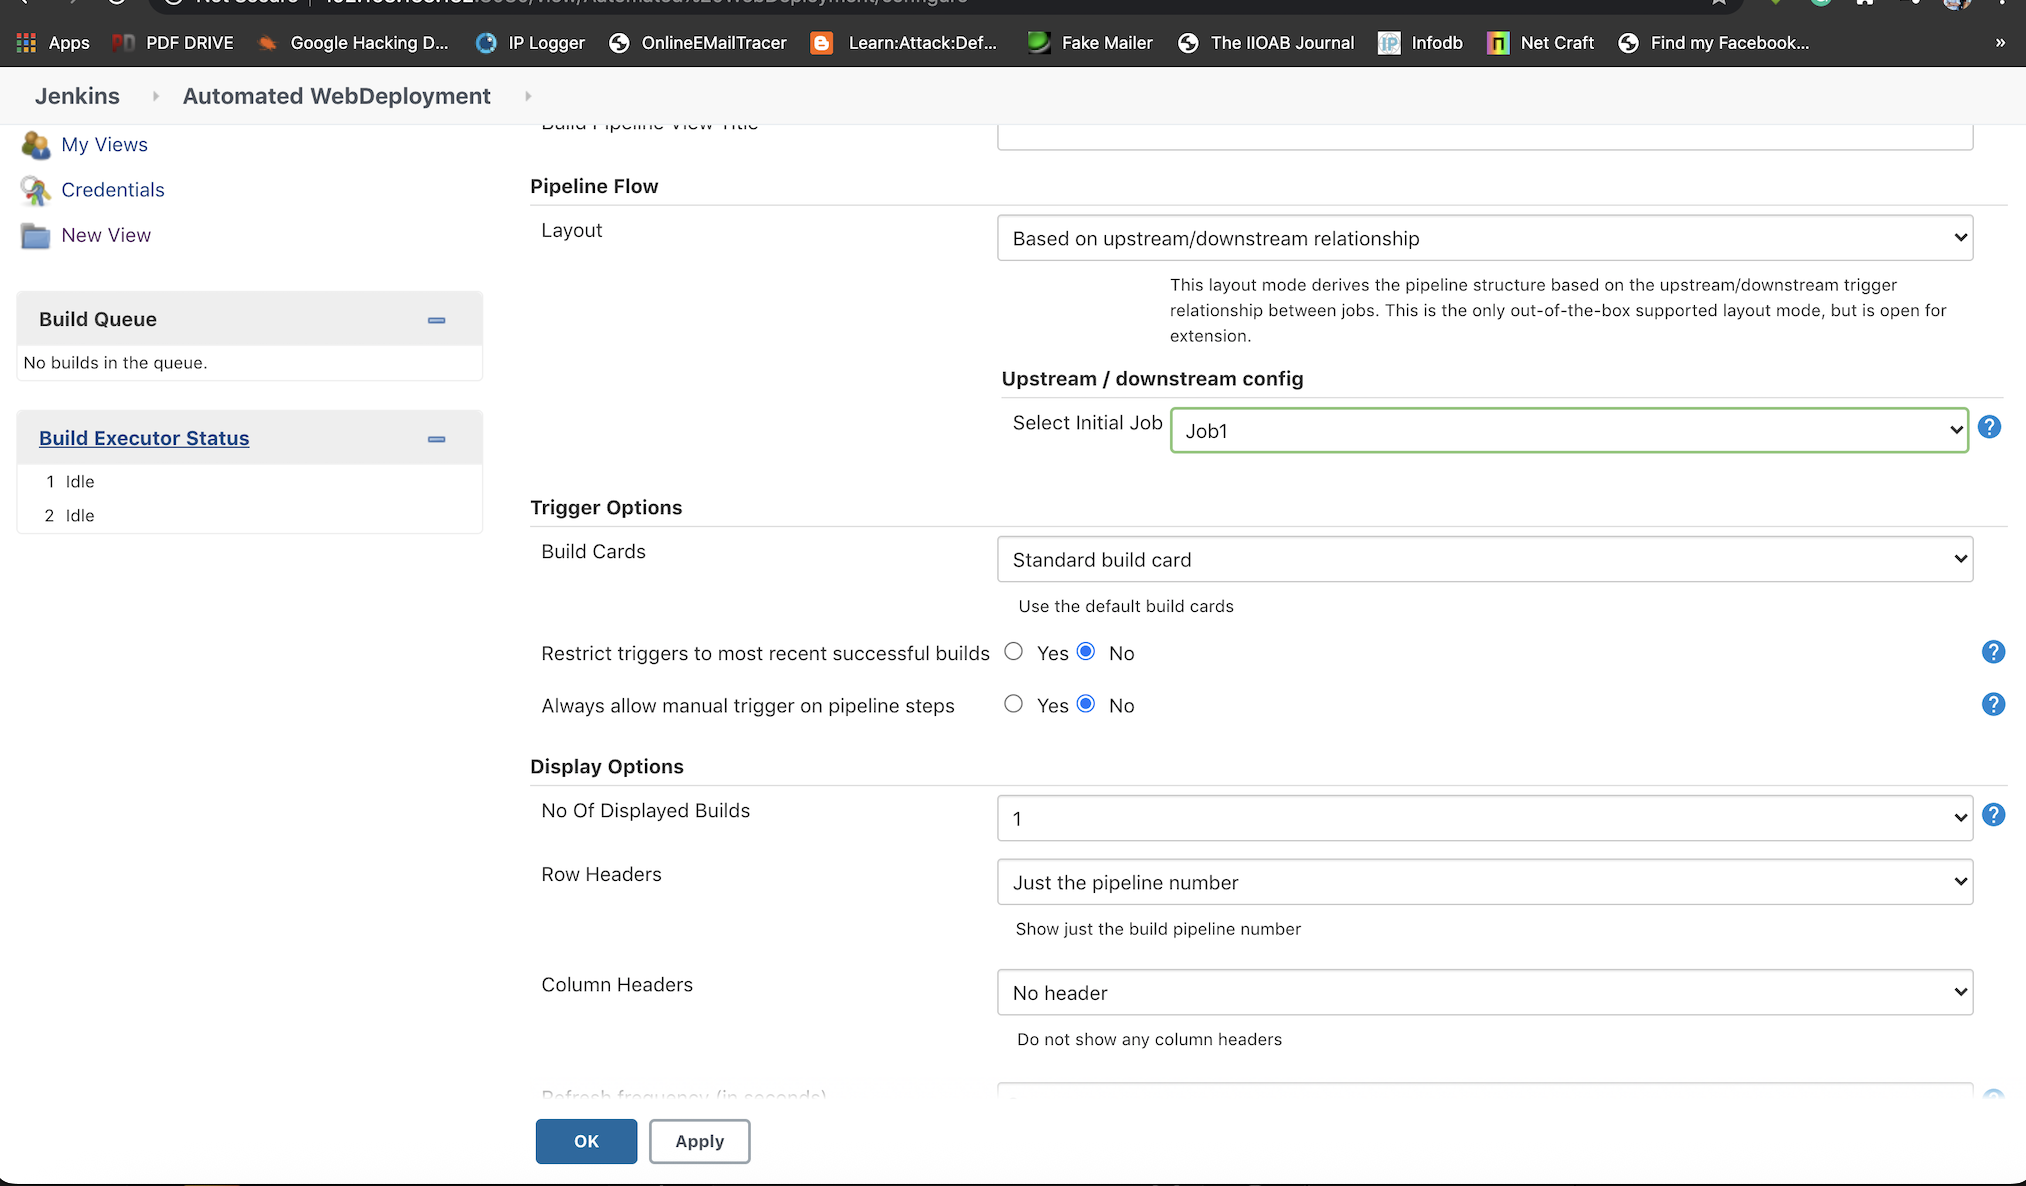 Apps PDF DRIVE Google Hacking D... IP Logger OnlineEMailTracer Learn:Attack:Def... Fake Mailer The IIOAB Journal Infodb Net Craft Find my Facebook... »
Jenkins Automated WebDeployment
My Views
Credentials
New View
Build Queue
No builds in the queue.
Build Executor Status
1 Idle
2 Idle
Build Pipeline View Title
Pipeline Flow
Layout
Based on upstream/downstream relationship
This layout mode derives the pipeline structure based on the upstream/downstream trigger
relationship between jobs. This is the only out-of-the-box supported layout mode, but is open for
extension.
Upstream / downstream config
Select Initial Job Job1 ?
Trigger Options
Build Cards
Standard build card
Use the default build cards
Restrict triggers to most recent successful builds Yes No ?
Always allow manual trigger on pipeline steps Yes No ?
Display Options
No Of Displayed Builds 1 ?
Row Headers
Just the pipeline number
Show just the build pipeline number
Column Headers
No header
Do not show any column headers
Refresh frequency (in seconds)
OK Apply